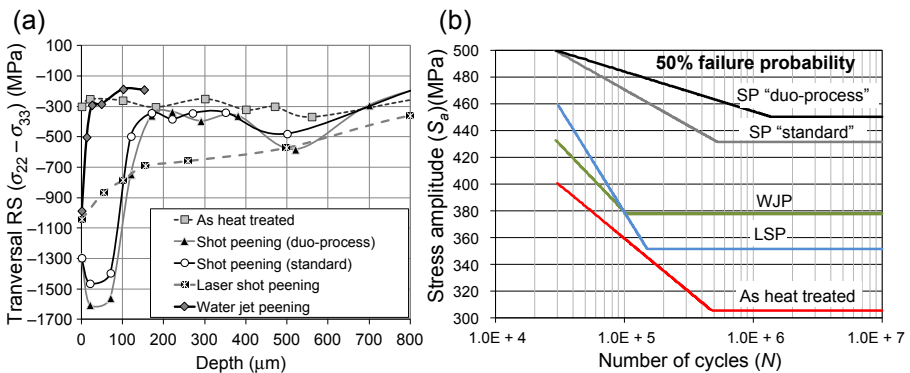 (a)
Tranversal RS (σ22 – σ33) (MPa)
100
−100
−300
−500
−700
−900
−1100
−1300
−1500
−1700
0 100 200 300 400 500 600 700 800
Depth (μm)
As heat treated
Shot peening (duo-process)
Shot peening (standard)
Laser shot peening
Water jet peening
(b)
Stress amplitude (Sa)(MPa)
500
460
420
400
380
360
340
320
300
50% failure probability
SP “duo-process”
SP “standard”
WJP
LSP
As heat treated
1.0E + 4 1.0E + 5 1.0E + 6 1.0E + 7
Number of cycles (N)